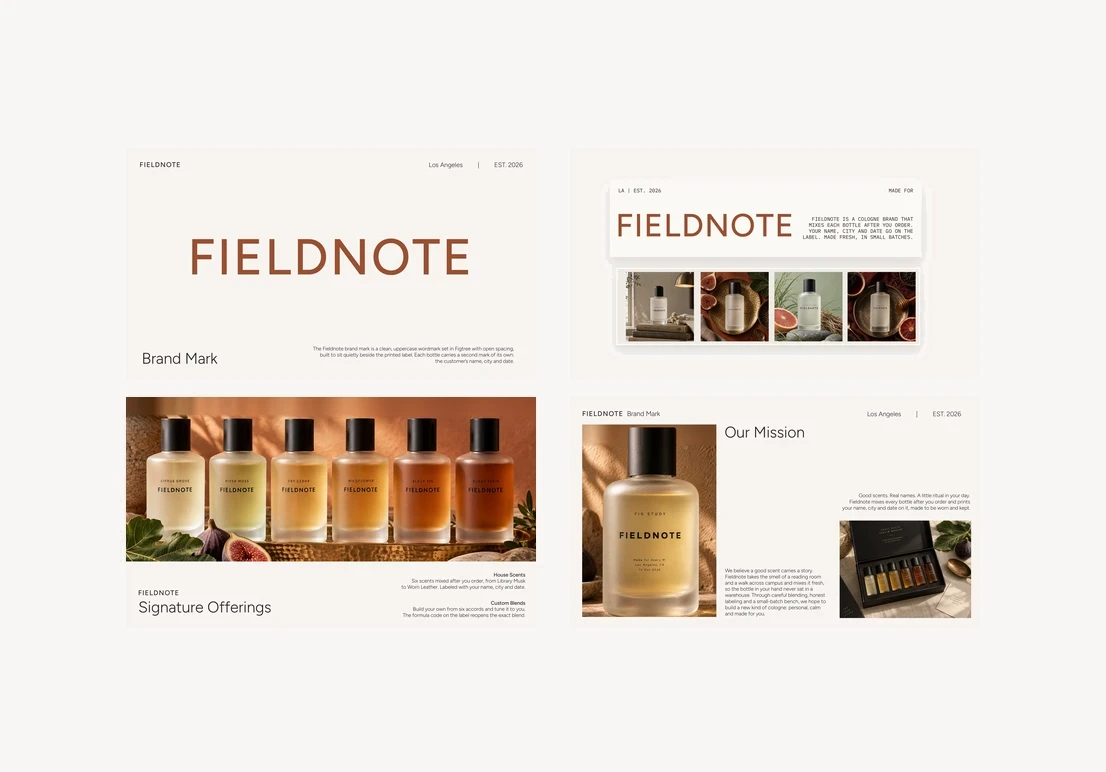 FIELDNOTE
Los Angeles | EST. 2026
FIELDNOTE
Brand Mark
The Fieldnote brand mark is a clean, uppercase wordmark set in Figtree with open spacing,
built to sit quietly beside the printed label. Each bottle carries a second mark of its own:
the customer's name, city and date.
LA | EST. 2026
MADE FOR
FIELDNOTE
FIELDNOTE IS A COLOGNE BRAND THAT
MIXES EACH BOTTLE AFTER YOU ORDER.
YOUR NAME, CITY AND DATE GO ON THE
LABEL. MADE FRESH, IN SMALL BATCHES.
FIELDNOTE
FIELDNOTE
FIELDNOTE
FIELDNOTE
FIELDNOTE
FIELDNOTE
FIELDNOTE
Signature Offerings
House Scents
Six scents mixed after you order, from Library Musk
to Worn Leather. Labeled with your name, city and date.
Custom Blends
Build your own from six accords and tune it to you.
The formula code on the label reopens the exact blend.
FIELDNOTE Brand Mark
Los Angeles | EST. 2026
Our Mission
FIG STUDY
FIELDNOTE
Made for Avery M
Los Angeles, CA
Good scents. Real names. A little ritual in your day.
Fieldnote mixes every bottle after you order and prints
your name, city and date on it, made to be worn and kept.
We believe a good scent carries a story.
Fieldnote takes the smell of a reading room
and a walk across campus and mixes it fresh,
so the bottle in your hand never sat in a
warehouse. Through careful blending, honest
labeling and a small-batch bench, we hope to
build a new kind of cologne: personal, calm
and made for you.